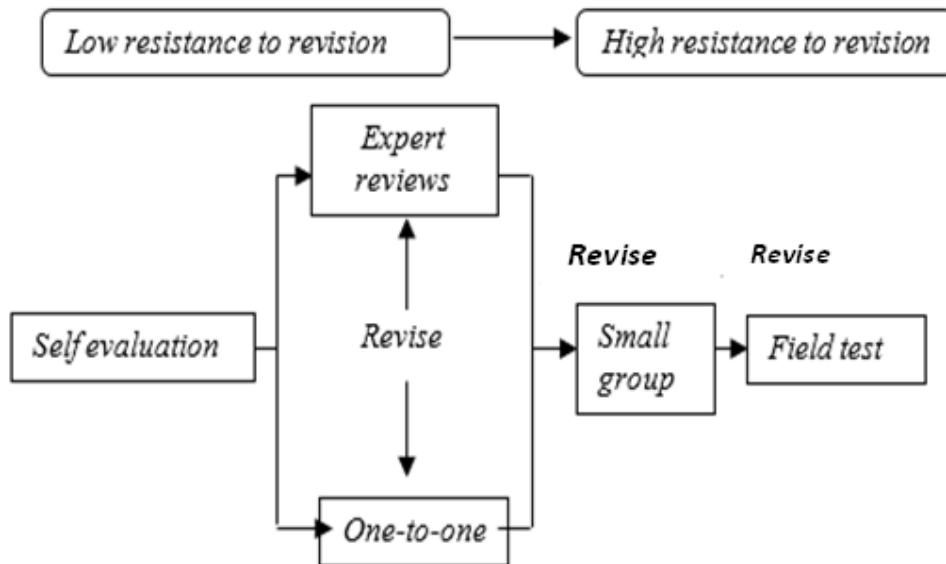 Low resistance to revision
High resistance to revision
Expert
reviews
Revise
Revise
Self evaluation
Revise
Small
group
Field test
One-to-one